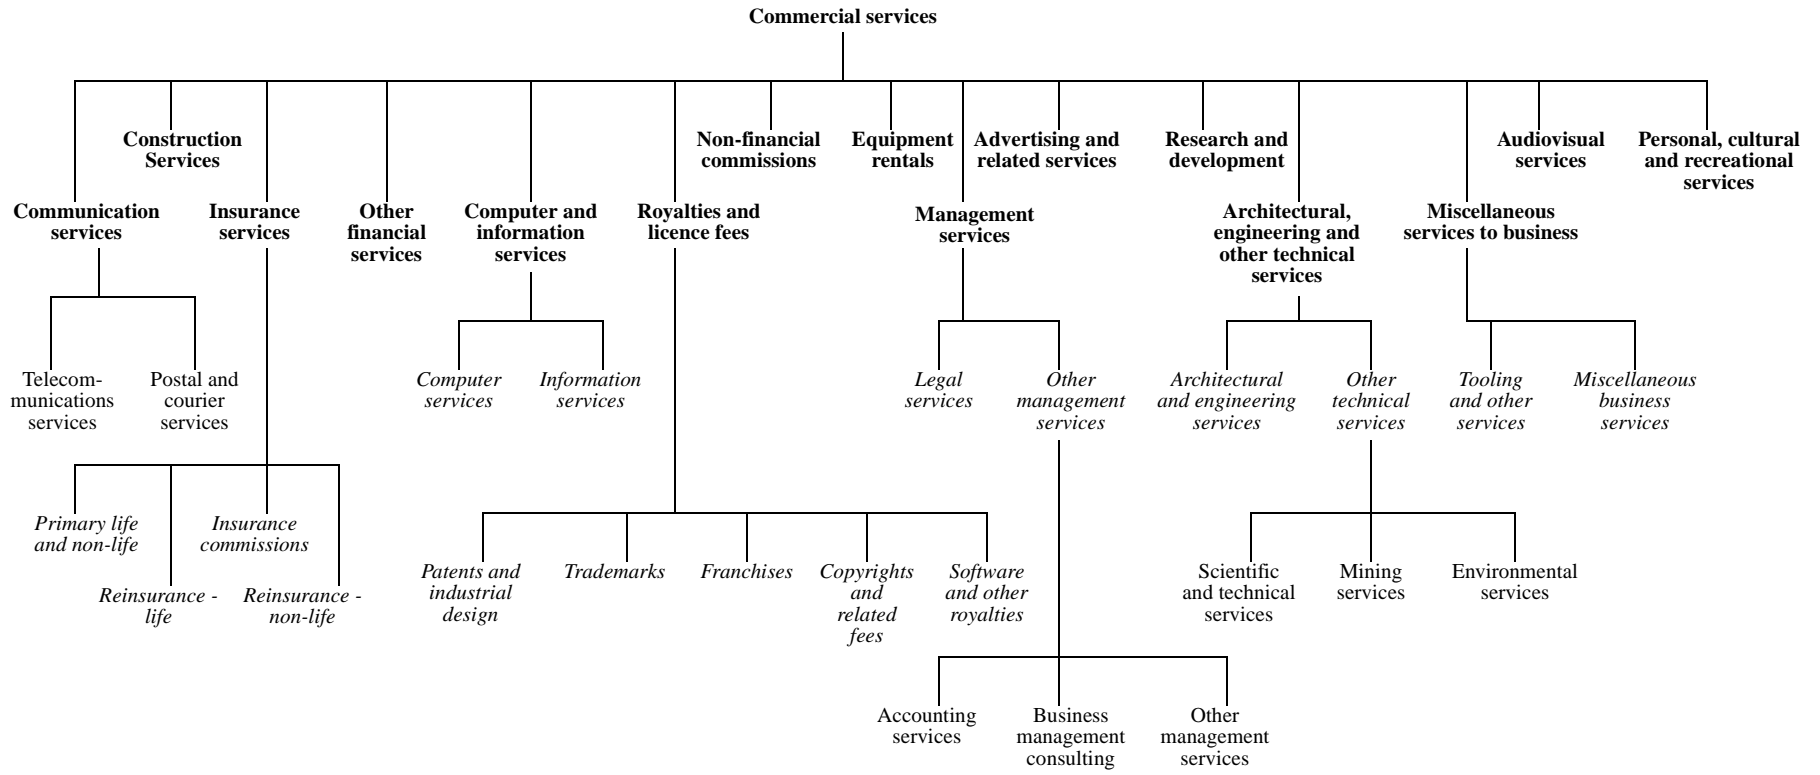 Commercial services
Construction
Services
Non-financial
commissions
Equipment
rentals
Advertising and
related services
Research and
development
Audiovisual
services
Personal, cultural
and recreational
services
Communication
services
Insurance
services
Other
financial
services
Computer and
information
services
Royalties and
licence fees
Management
services
Architectural,
engineering and
other technical
services
Miscellaneous
services to business
Telecom-
munications
services
Postal and
courier
services
Computer
services
Information
services
Legal
services
Other
management
services
Architectural
and engineering
services
Other
technical
services
Tooling
and other
services
Miscellaneous
business
services
Primary life
and non-life
Insurance
commissions
Reinsurance -
life
Reinsurance -
non-life
Patents and
industrial
design
Trademarks
Franchises
Copyrights
and
related
fees
Software
and other
royalties
Scientific
and technical
services
Mining
services
Environmental
services
Accounting
services
Business
management
consulting
Other
management
services